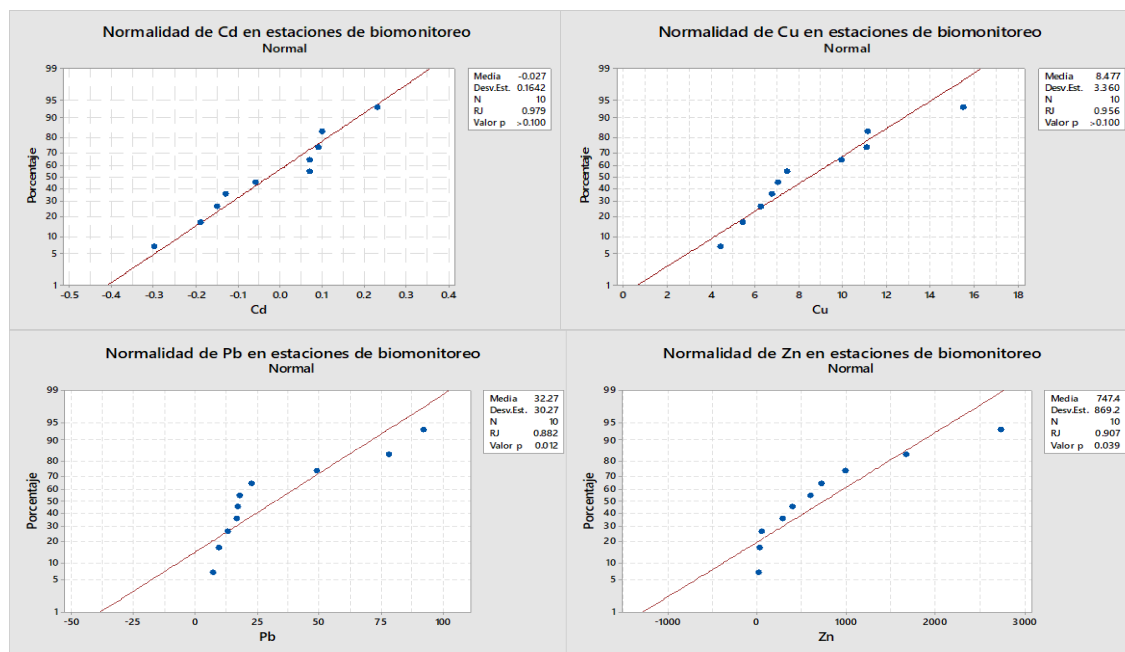 Normalidad de Cd en estaciones de biomonitoreo
Normal
99
95
90
80
70
60
50
40
30
20
10
5
1
Porcentaje
-0.5 -0.4 -0.3 -0.2 -0.1 0.0 0.1 0.2 0.3 0.4
Cd
Media -0.027
Desv.Est. 0.1642
N 10
RJ 0.979
Valor p >0.100
Normalidad de Cu en estaciones de biomonitoreo
Normal
99
95
90
80
70
60
50
40
30
20
10
5
1
Porcentaje
0 2 4 6 8 10 12 14 16 18
Cu
Media 8.477
Desv.Est. 3.360
N 10
RJ 0.956
Valor p >0.100
Normalidad de Pb en estaciones de biomonitoreo
Normal
99
95
90
80
70
60
50
40
30
20
10
5
1
Porcentaje
-50 -25 0 25 50 75 100
Pb
Media 32.27
Desv.Est. 30.27
N 10
RJ 0.882
Valor p 0.012
Normalidad de Zn en estaciones de biomonitoreo
Normal
99
95
90
80
70
60
50
40
30
20
10
5
1
Porcentaje
-1000 0 1000 2000 3000
Zn
Media 747.4
Desv.Est. 869.2
N 10
RJ 0.907
Valor p 0.039